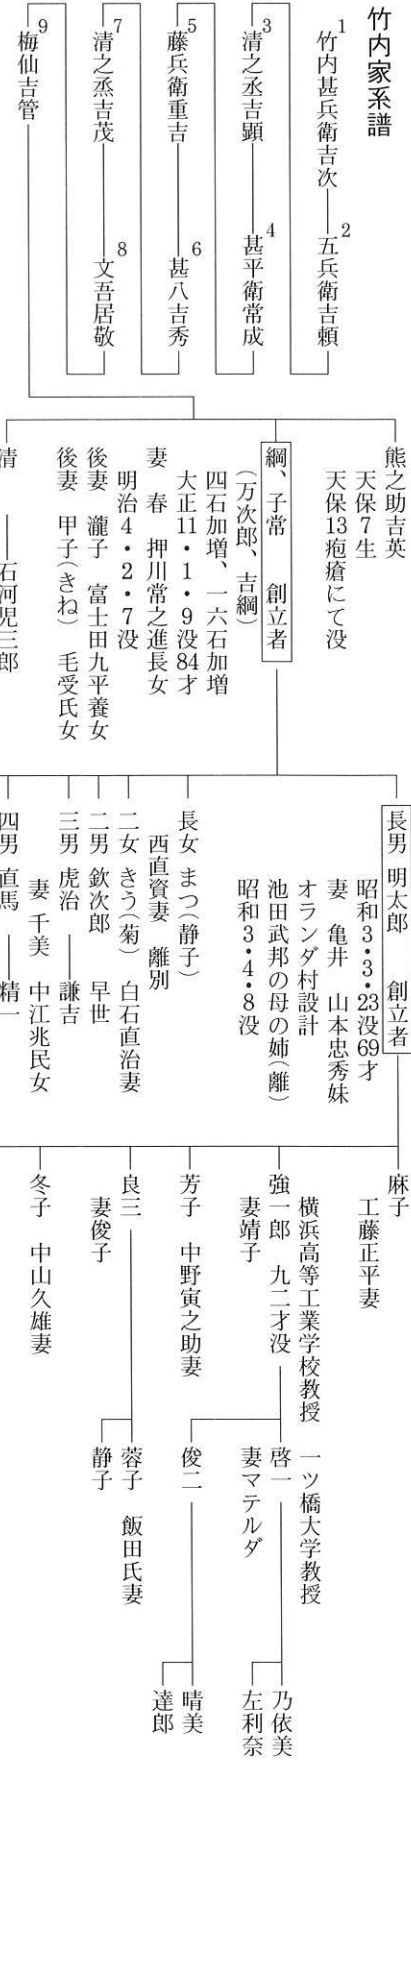 竹内家系譜
1 竹内甚兵衛吉次
2 五兵衛吉頼
3 清之丞吉顕
4 甚平衛常成
5 藤兵衛重吉
6 甚八吉秀
7 清之烝吉茂
8 文吾居敬
9 梅仙吉管
熊之助吉英
天保7生
天保13疱瘡にて没
綱、子常 創立者
（万次郎、吉綱）
四石加増、一六石加増
大正11・1・9没84才
妻 春 押川常之進長女
明治4・2・7没
後妻 瀧子 富士田九平養女
後妻 甲子（きね） 毛受氏女
清 石河児三郎
長男 明太郎 創立者
昭和3・3・23没69才
妻 亀井 山本忠秀妹
オランダ村設計
池田武邦の母の姉（離）
昭和3・4・8没
長女 まつ（静子）
西直資妻 離別
二女 きう（菊） 白石直治妻
二男 欽次郎 早世
三男 虎治 謙吉
妻 千美 中江兆民女
四男 直馬 精一
麻子
工藤正平妻
横浜高等工業学校教授
強一郎 九二才没
妻靖子
芳子 中野寅之助妻
良三
妻俊子
冬子 中山久雄妻
一ツ橋大学教授
啓一
妻マテルダ
俊二
蓉子 飯田氏妻
静子
乃依美
左利奈
晴美
達郎